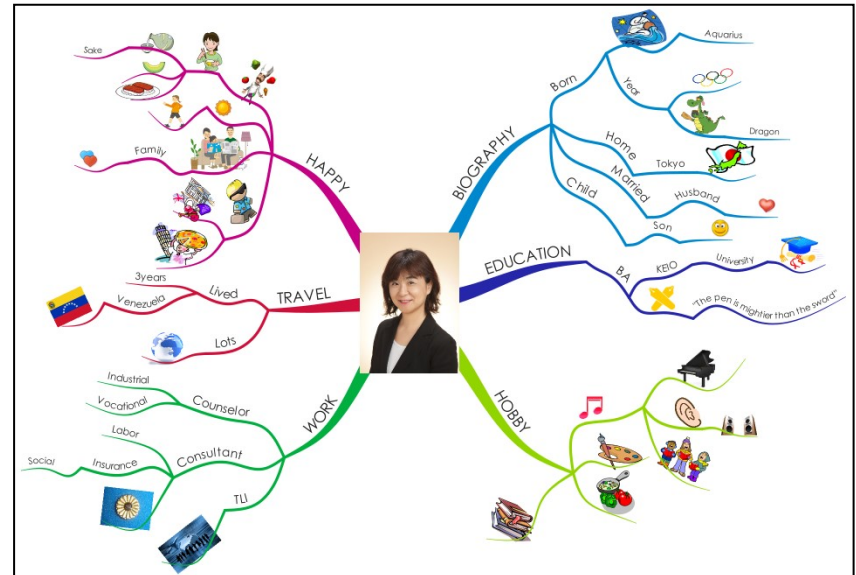 BIOGRAPHY
Born
Aquarius
Year
Dragon
Home
Tokyo
Married
Husband
Child
Son
EDUCATION
BA
KEIO
University
"The pen is mightier than the sword"
HOBBY
HAPPY
Sake
Family
TRAVEL
Lived
3years
Venezuela
Lots
WORK
Counselor
Industrial
Vocational
Consultant
Labor
Insurance
Social
TLI